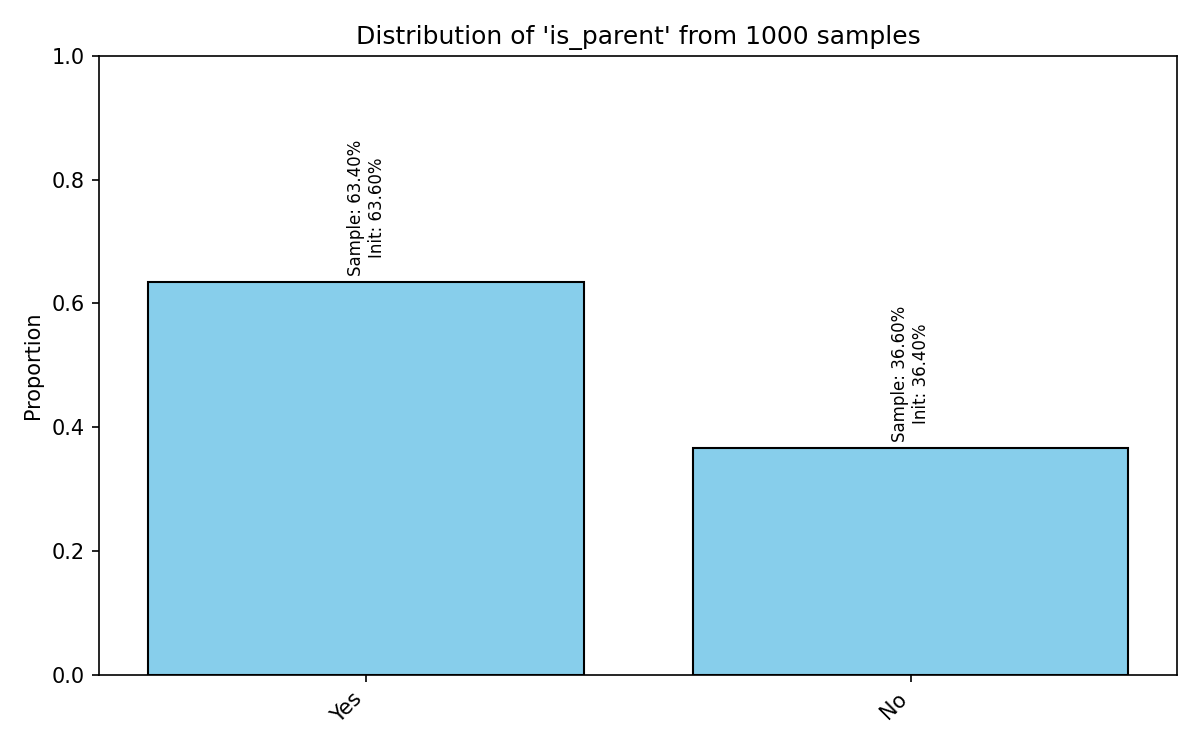 Distribution of 'is_parent' from 1000 samples
Proportion
1.0
0.8
0.6
0.4
0.2
0.0
Sample: 63.40%
Init: 63.60%
Sample: 36.60%
Init: 36.40%
Yes
No